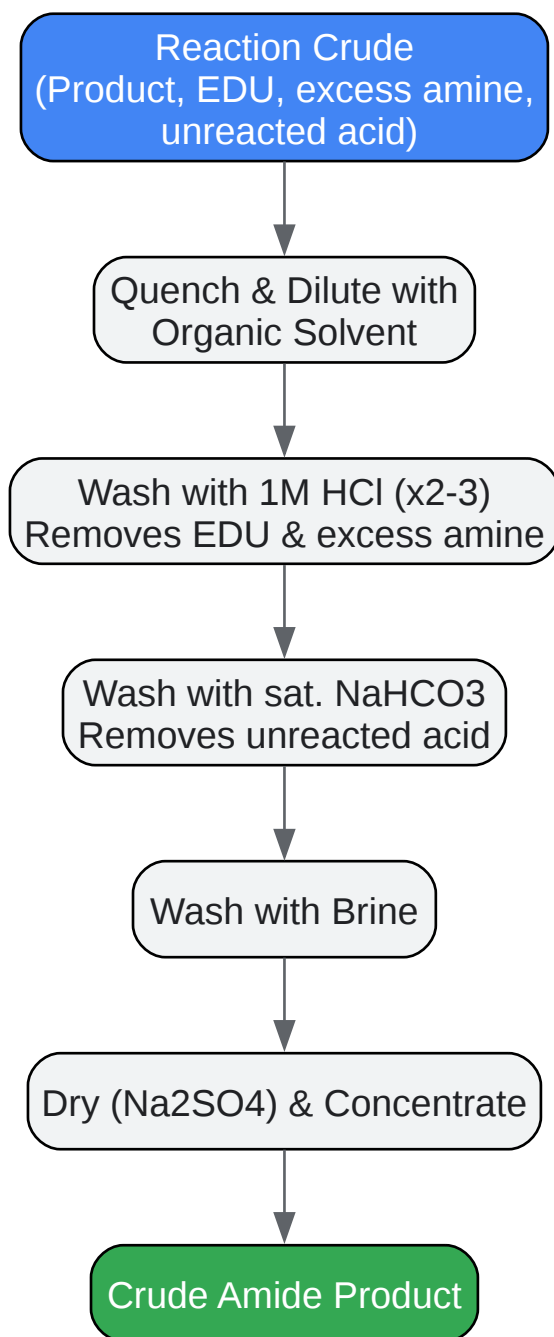 Reaction Crude
(Product, EDU, excess amine,
unreacted acid)
Quench & Dilute with
Organic Solvent
Wash with 1M HCl (x2-3)
Removes EDU & excess amine
Wash with sat. NaHCO3
Removes unreacted acid
Wash with Brine
Dry (Na2SO4) & Concentrate
Crude Amide Product